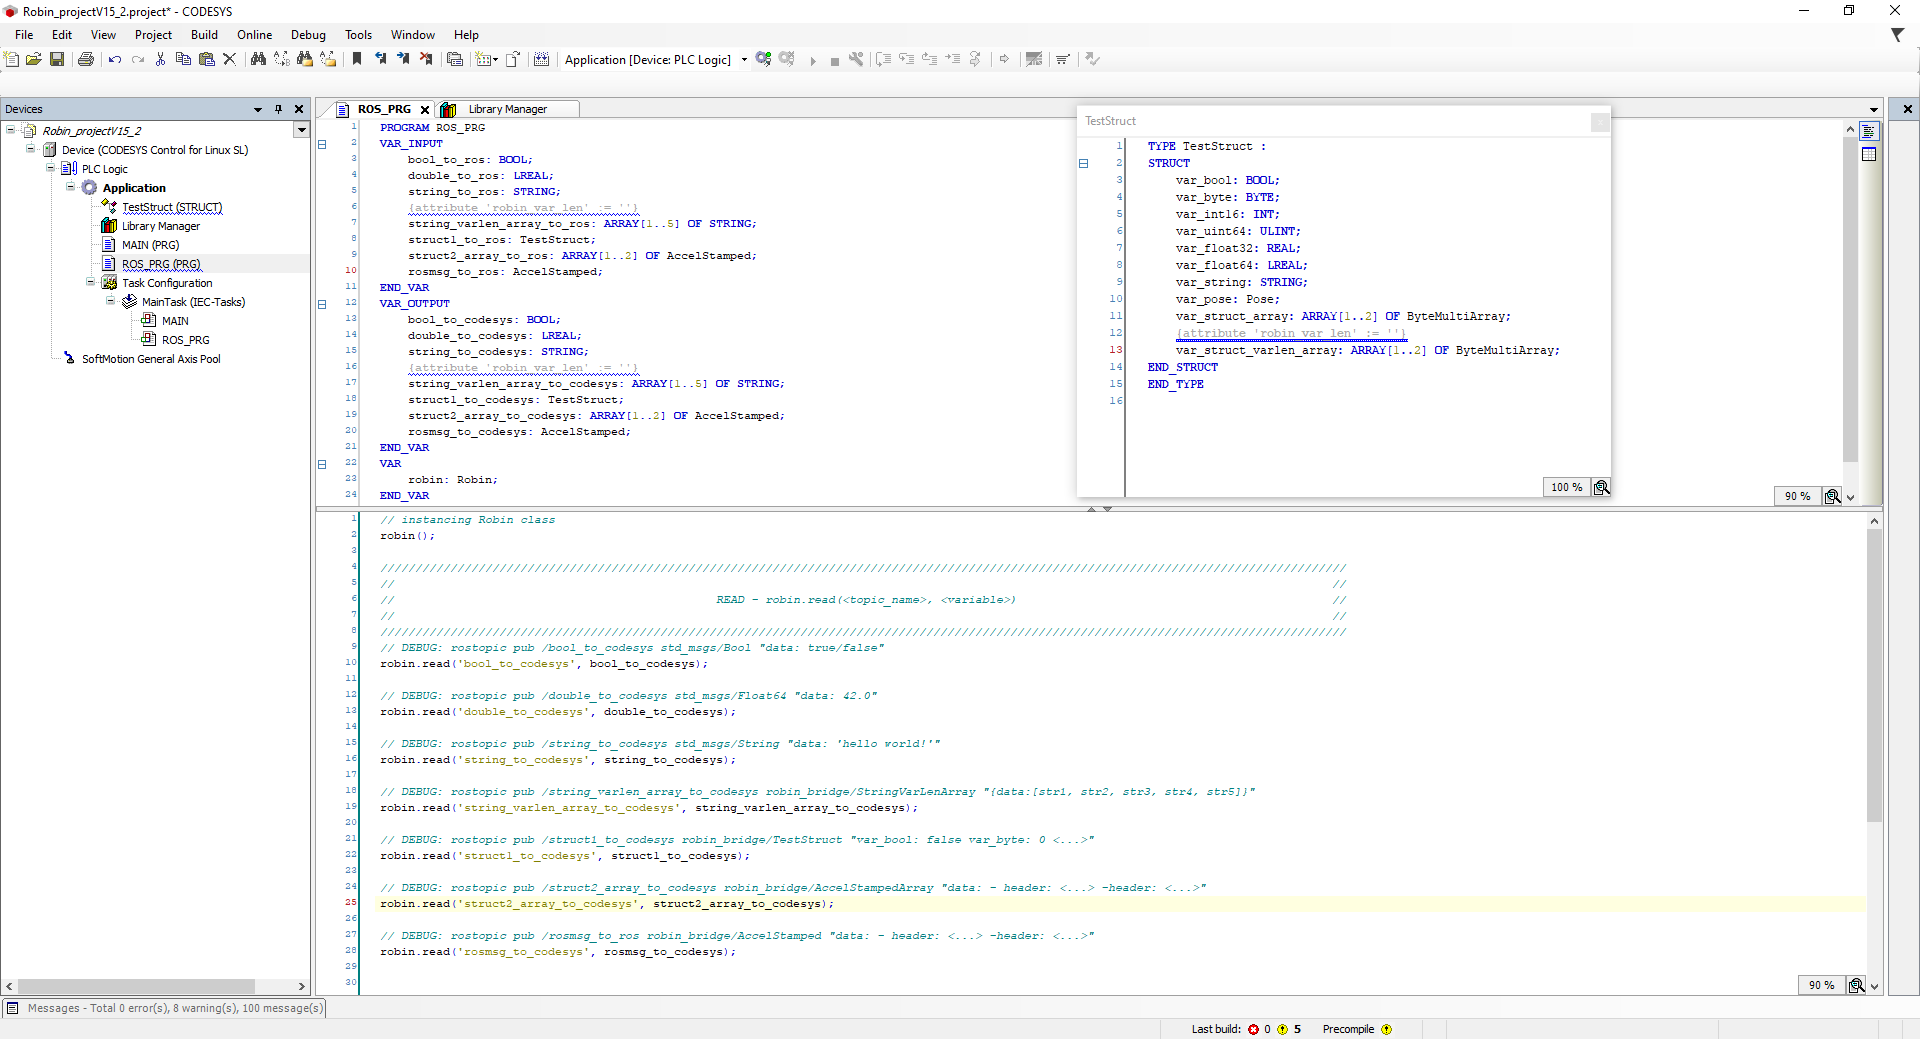 Robin_projectV15_2.project* - CODESYS
File Edit View Project Build Online Debug Tools Window Help
Application [Device: PLC Logic]
Devices
Robin_projectV15_2
Device (CODESYS Control for Linux SL)
PLC Logic
Application
TestStruct (STRUCT)
Library Manager
MAIN (PRG)
ROS_PRG (PRG)
Task Configuration
MainTask (IEC-Tasks)
MAIN
ROS_PRG
SoftMotion General Axis Pool
ROS_PRG Library Manager
1 PROGRAM ROS_PRG
2 VAR_INPUT
3 bool_to_ros: BOOL;
4 double_to_ros: LREAL;
5 string_to_ros: STRING;
6 {attribute 'robin_var_len' := ''}
7 string_varlen_array_to_ros: ARRAY[1..5] OF STRING;
8 struct1_to_ros: TestStruct;
9 struct2_array_to_ros: ARRAY[1..2] OF AccelStamped;
10 rosmsg_to_ros: AccelStamped;
11 END_VAR
12 VAR_OUTPUT
13 bool_to_codesys: BOOL;
14 double_to_codesys: LREAL;
15 string_to_codesys: STRING;
16 {attribute 'robin_var_len' := ''}
17 string_varlen_array_to_codesys: ARRAY[1..5] OF STRING;
18 struct1_to_codesys: TestStruct;
19 struct2_array_to_codesys: ARRAY[1..2] OF AccelStamped;
20 rosmsg_to_codesys: AccelStamped;
21 END_VAR
22 VAR
23 robin: Robin;
24 END_VAR
90 %
TestStruct
1 TYPE TestStruct :
2 STRUCT
3 var_bool: BOOL;
4 var_byte: BYTE;
5 var_int16: INT;
6 var_uint64: ULINT;
7 var_float32: REAL;
8 var_float64: LREAL;
9 var_string: STRING;
10 var_pose: Pose;
11 var_struct_array: ARRAY[1..2] OF ByteMultiArray;
12 {attribute 'robin_var_len' := ''}
13 var_struct_varlen_array: ARRAY[1..2] OF ByteMultiArray;
14 END_STRUCT
15 END_TYPE
16
100 %
1 // instancing Robin class
2 robin();
3
4 //////////////////////////////////////////////////////////////////////////////////////////////////////////////////////////////////////////
5 // //
6 // READ - robin.read(<topic_name>, <variable>) //
7 // //
8 //////////////////////////////////////////////////////////////////////////////////////////////////////////////////////////////////////////
9 // DEBUG: rostopic pub /bool_to_codesys std_msgs/Bool "data: true/false"
10 robin.read('bool_to_codesys', bool_to_codesys);
11
12 // DEBUG: rostopic pub /double_to_codesys std_msgs/Float64 "data: 42.0"
13 robin.read('double_to_codesys', double_to_codesys);
14
15 // DEBUG: rostopic pub /string_to_codesys std_msgs/String "data: 'hello world!'"
16 robin.read('string_to_codesys', string_to_codesys);
17
18 // DEBUG: rostopic pub /string_varlen_array_to_codesys robin_bridge/StringVarLenArray "{data:[str1, str2, str3, str4, str5]}"
19 robin.read('string_varlen_array_to_codesys', string_varlen_array_to_codesys);
20
21 // DEBUG: rostopic pub /struct1_to_codesys robin_bridge/TestStruct "var_bool: false var_byte: 0 <...>"
22 robin.read('struct1_to_codesys', struct1_to_codesys);
23
24 // DEBUG: rostopic pub /struct2_array_to_codesys robin_bridge/AccelStampedArray "data: - header: <...> -header: <...>"
25 robin.read('struct2_array_to_codesys', struct2_array_to_codesys);
26
27 // DEBUG: rostopic pub /rosmsg_to_ros robin_bridge/AccelStamped "data: - header: <...> -header: <...>"
28 robin.read('rosmsg_to_codesys', rosmsg_to_codesys);
29
30
90 %
Messages - Total 0 error(s), 8 warning(s), 100 message(s)
Last build: 0 5 Precompile